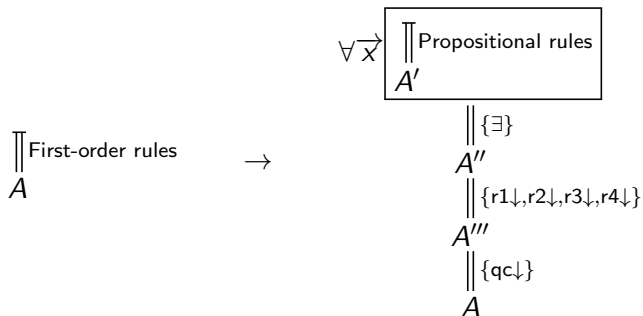 ∀x⃗ Propositional rules
A′
{∃}
First-order rules → A″
A {r1↓,r2↓,r3↓,r4↓}
A‴
{qc↓}
A